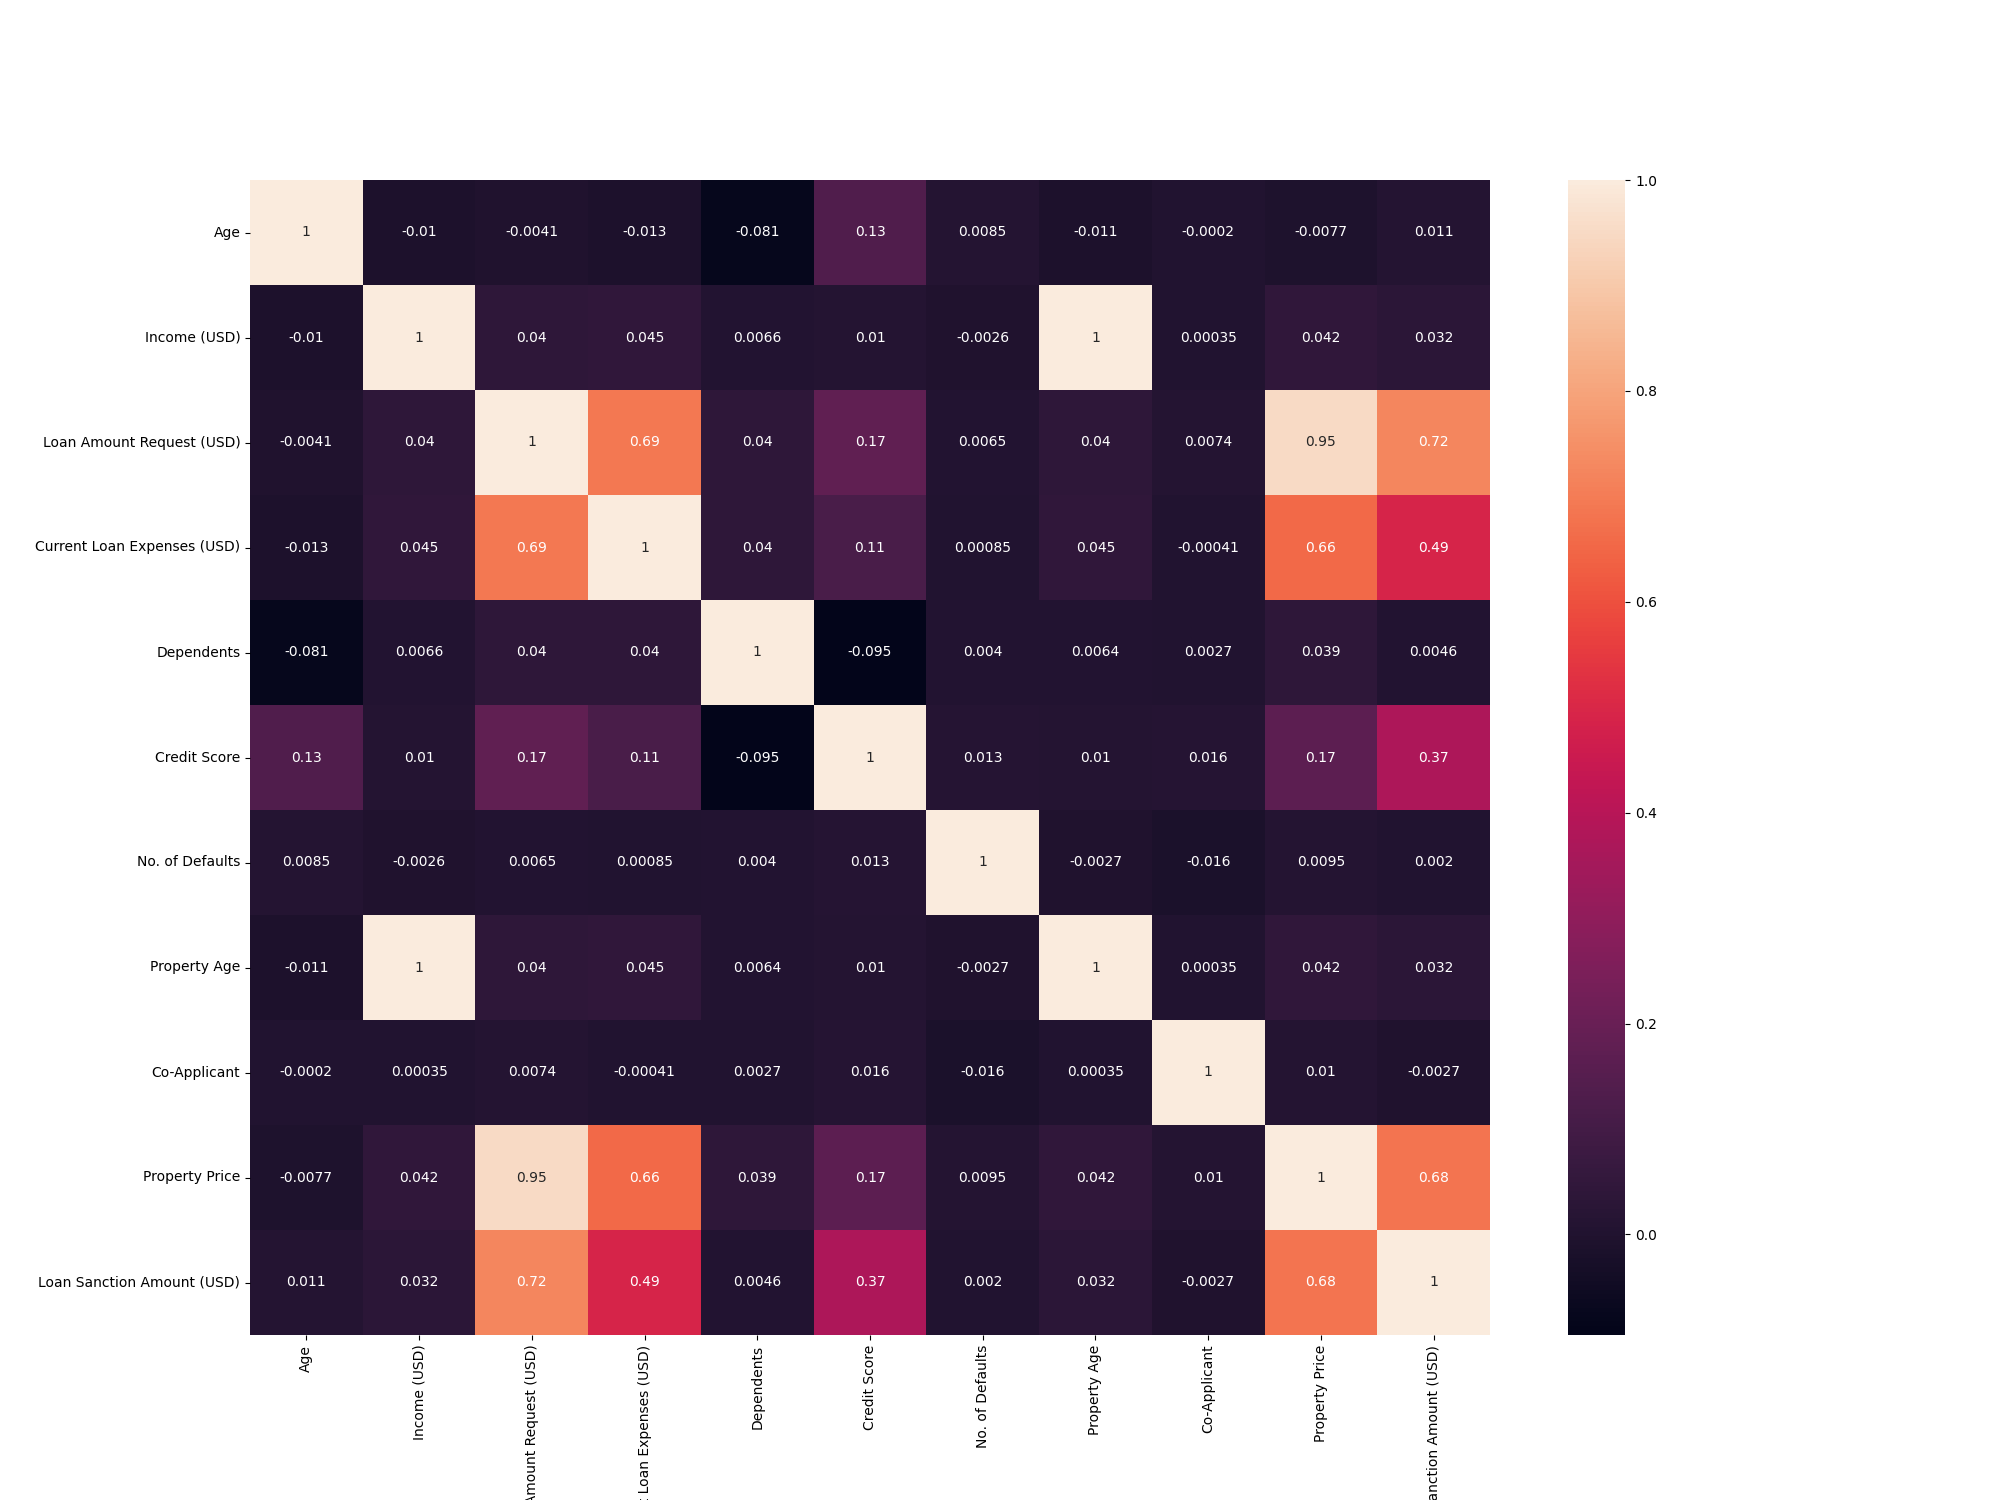 Age 1 -0.01 -0.0041 -0.013 -0.081 0.13 0.0085 -0.011 -0.0002 -0.0077 0.011
Income (USD) -0.01 1 0.04 0.045 0.0066 0.01 -0.0026 1 0.00035 0.042 0.032
Loan Amount Request (USD) -0.0041 0.04 1 0.69 0.04 0.17 0.0065 0.04 0.0074 0.95 0.72
Current Loan Expenses (USD) -0.013 0.045 0.69 1 0.04 0.11 0.00085 0.045 -0.00041 0.66 0.49
Dependents -0.081 0.0066 0.04 0.04 1 -0.095 0.004 0.0064 0.0027 0.039 0.0046
Credit Score 0.13 0.01 0.17 0.11 -0.095 1 0.013 0.01 0.016 0.17 0.37
No. of Defaults 0.0085 -0.0026 0.0065 0.00085 0.004 0.013 1 -0.0027 -0.016 0.0095 0.002
Property Age -0.011 1 0.04 0.045 0.0064 0.01 -0.0027 1 0.00035 0.042 0.032
Co-Applicant -0.0002 0.00035 0.0074 -0.00041 0.0027 0.016 -0.016 0.00035 1 0.01 -0.0027
Property Price -0.0077 0.042 0.95 0.66 0.039 0.17 0.0095 0.042 0.01 1 0.68
Loan Sanction Amount (USD) 0.011 0.032 0.72 0.49 0.0046 0.37 0.002 0.032 -0.0027 0.68 1
Age
Income (USD)
Amount Request (USD)
Loan Expenses (USD)
Dependents
Credit Score
No. of Defaults
Property Age
Co-Applicant
Property Price
anction Amount (USD)
1.0
0.8
0.6
0.4
0.2
0.0